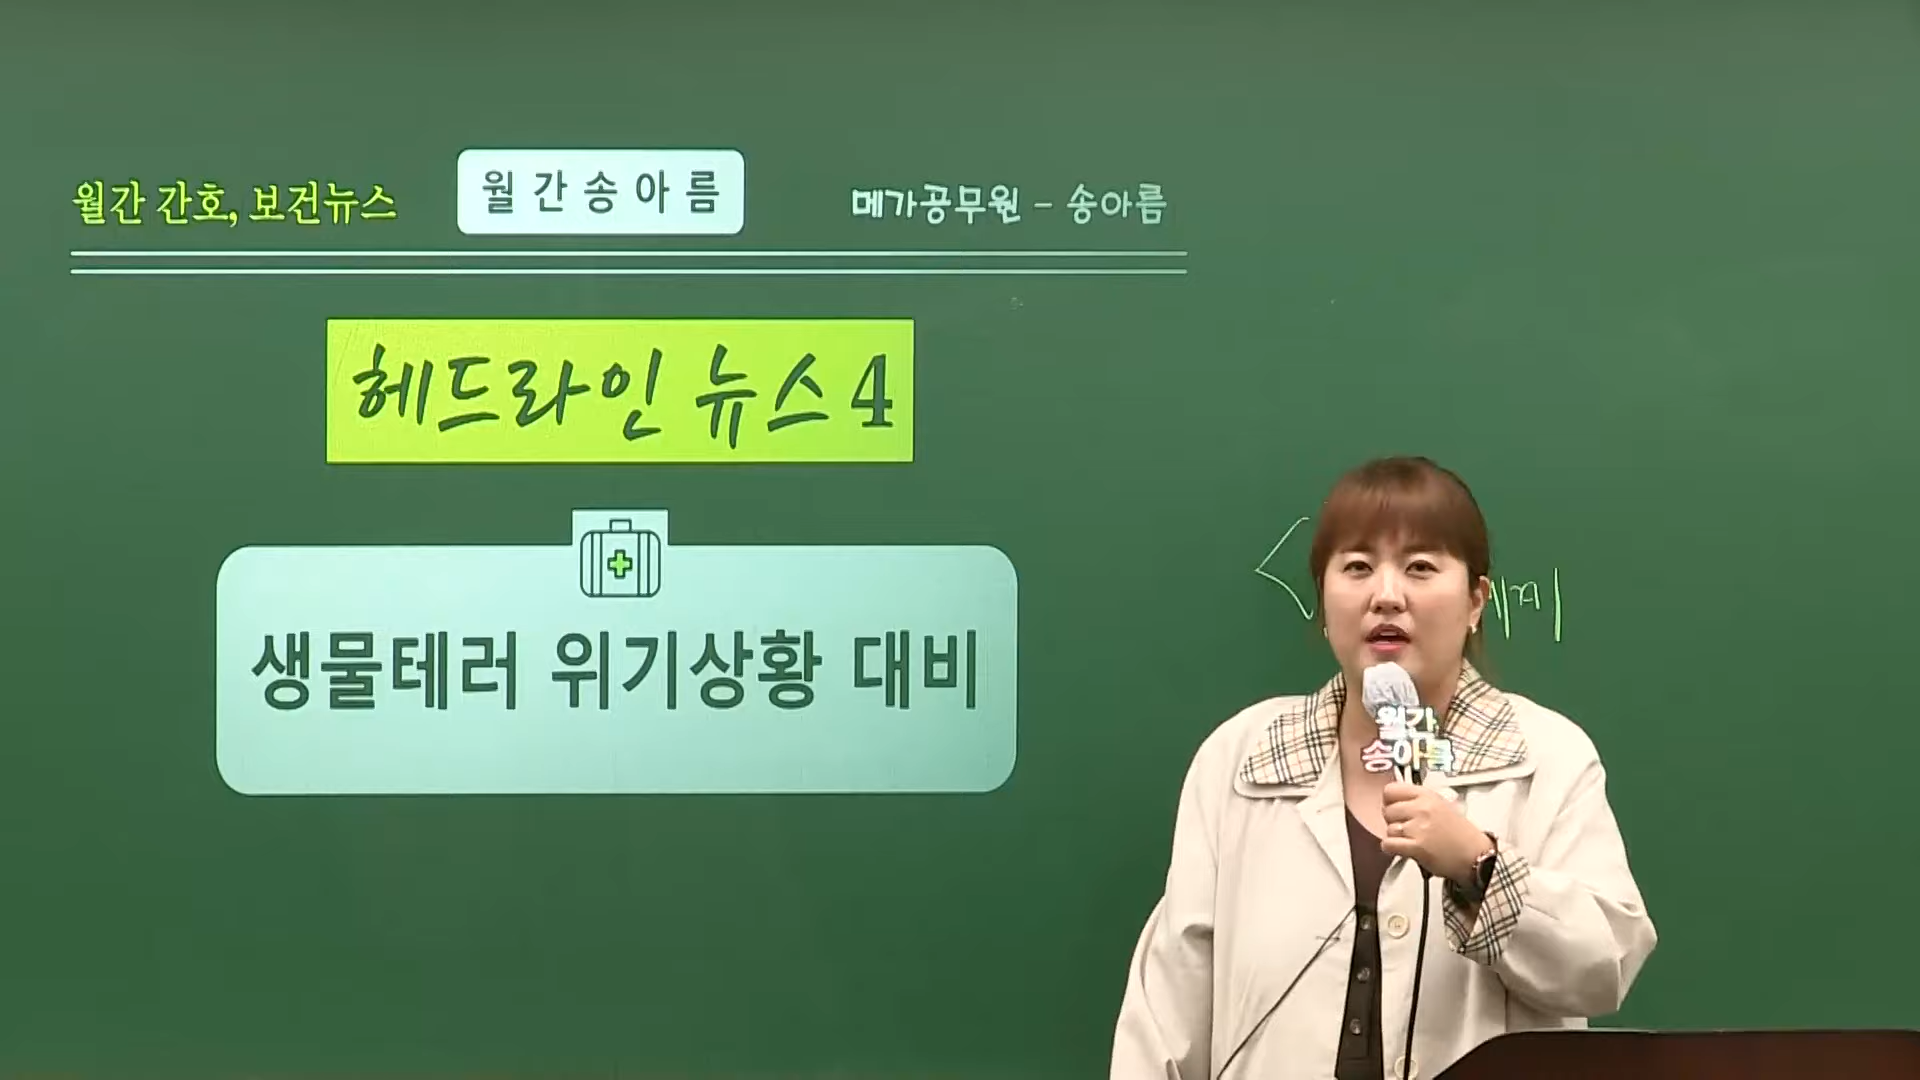 월간 간호, 보건뉴스
월간송아름
메가공무원 - 송아름
헤드라인 뉴스 4
생물테러 위기상황 대비
월간
송아름